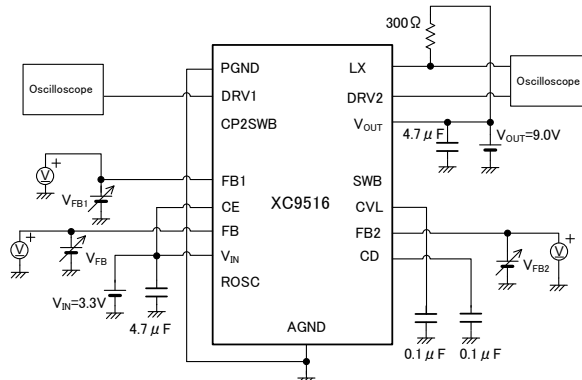 300Ω
PGND
LX
Oscilloscope
Oscilloscope
DRV1
DRV2
CP2SWB
VOUT
4.7μF
VOUT=9.0V
V
+
FB1
SWB
VFB1
CE
XC9516
CVL
V
+
FB
FB2
+
V
VFB
VIN
CD
VFB2
ROSC
VIN=3.3V
4.7μF
AGND
0.1μF
0.1μF